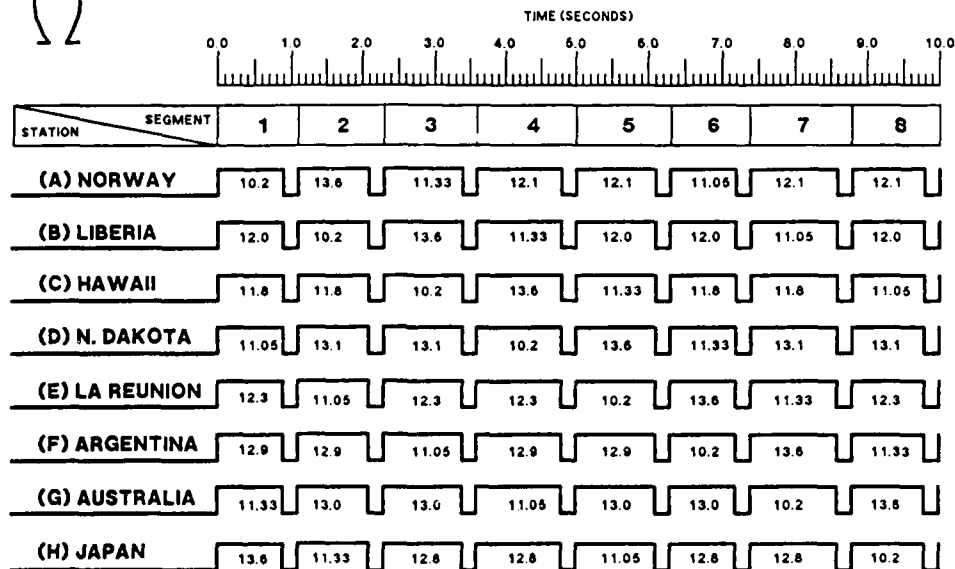 Ω
TIME (SECONDS)
0.0 1.0 2.0 3.0 4.0 5.0 6.0 7.0 8.0 9.0 10.0
STATION SEGMENT 1 2 3 4 5 6 7 8
(A) NORWAY 10.2 13.6 11.33 12.1 12.1 11.05 12.1 12.1
(B) LIBERIA 12.0 10.2 13.6 11.33 12.0 12.0 11.05 12.0
(C) HAWAII 11.8 11.8 10.2 13.6 11.33 11.8 11.8 11.05
(D) N. DAKOTA 11.05 13.1 13.1 10.2 13.6 11.33 13.1 13.1
(E) LA REUNION 12.3 11.05 12.3 12.3 10.2 13.6 11.33 12.3
(F) ARGENTINA 12.9 12.9 11.05 12.9 12.9 10.2 13.6 11.33
(G) AUSTRALIA 11.33 13.0 13.0 11.05 13.0 13.0 10.2 13.6
(H) JAPAN 13.6 11.33 12.8 12.8 11.05 12.8 12.8 10.2